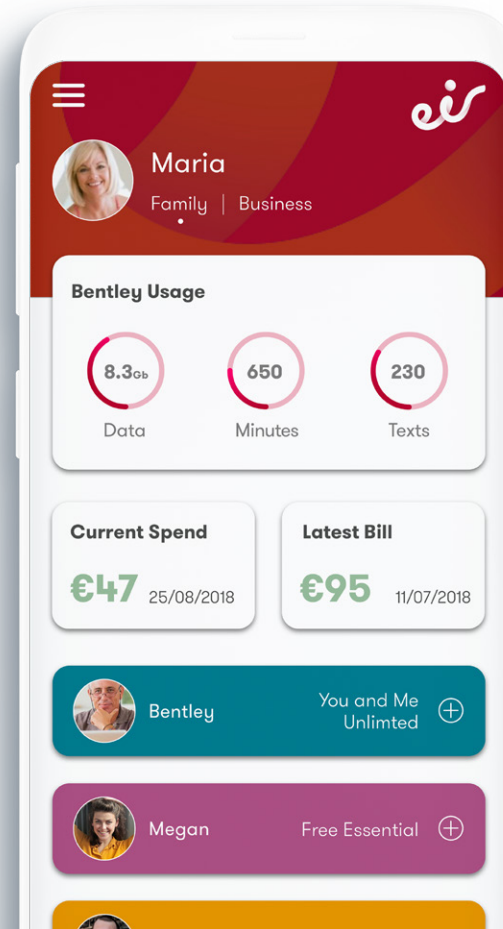 eir
Maria
Family | Business
Bentley Usage
8.3Gb
650
230
Data
Minutes
Texts
Current Spend
Latest Bill
€47 25/08/2018
€95 11/07/2018
Bentley
You and Me
Unlimted
Megan
Free Essential